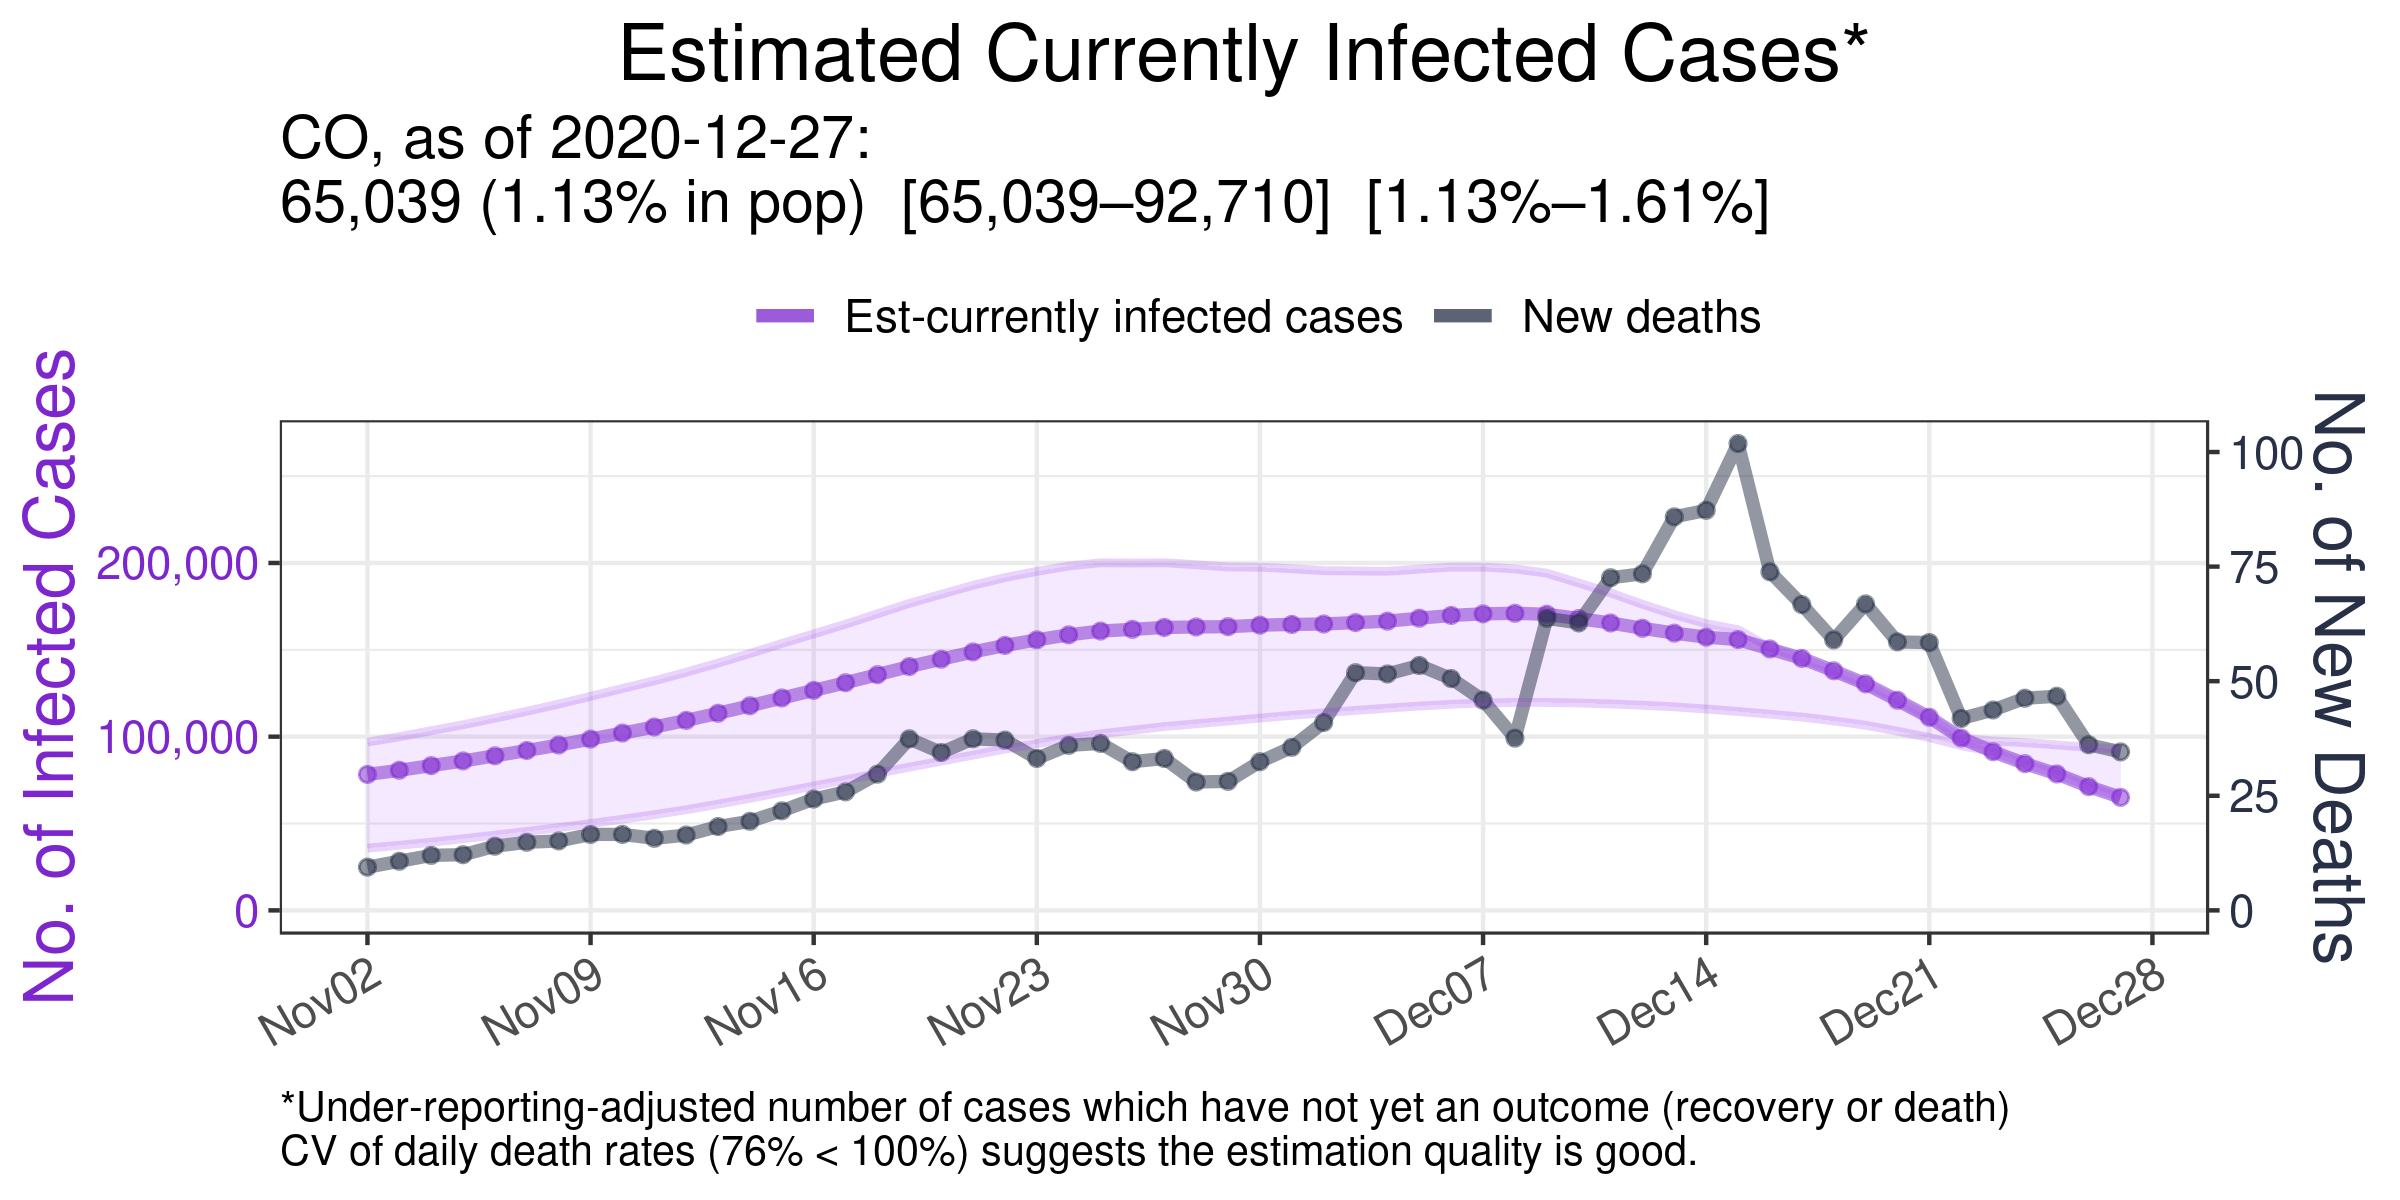 Estimated Currently Infected Cases*
CO, as of 2020-12-27:
65,039 (1.13% in pop)  [65,039–92,710]  [1.13%–1.61%]
Est-currently infected cases
New deaths
No. of Infected Cases
200,000
100,000
0
100
75
50
25
0
No. of New Deaths
Nov02
Nov09
Nov16
Nov23
Nov30
Dec07
Dec14
Dec21
Dec28
*Under-reporting-adjusted number of cases which have not yet an outcome (recovery or death)
CV of daily death rates (76% < 100%) suggests the estimation quality is good.